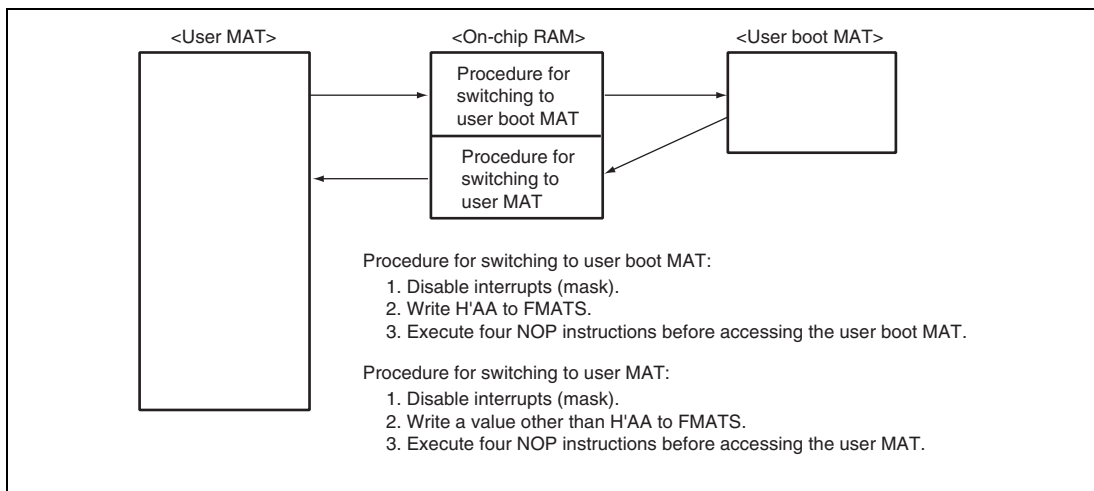 <User MAT>
<On-chip RAM>
<User boot MAT>
Procedure for
switching to
user boot MAT
Procedure for
switching to
user MAT
Procedure for switching to user boot MAT:
1. Disable interrupts (mask).
2. Write H'AA to FMATS.
3. Execute four NOP instructions before accessing the user boot MAT.
Procedure for switching to user MAT:
1. Disable interrupts (mask).
2. Write a value other than H'AA to FMATS.
3. Execute four NOP instructions before accessing the user MAT.